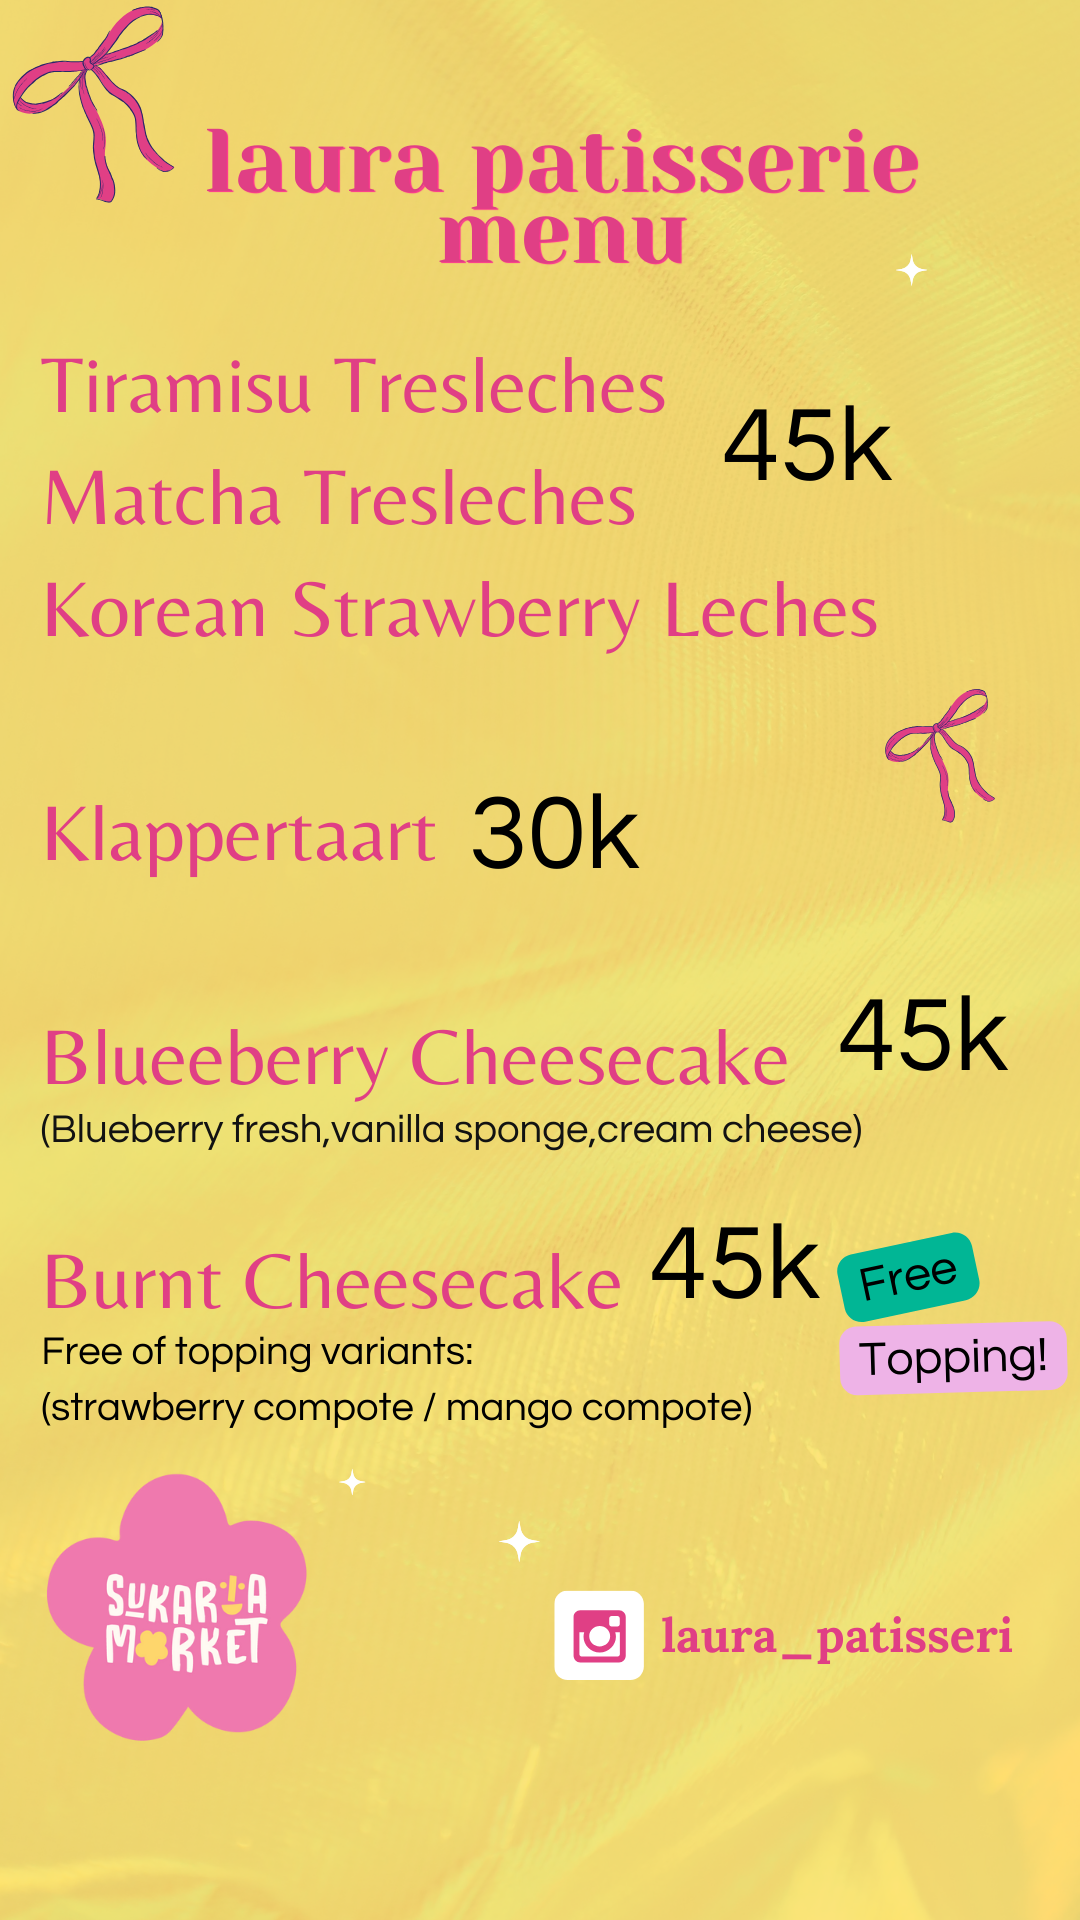 laura patisserie
menu
Tiramisu Tresleches
45k
Matcha Tresleches
Korean Strawberry Leches
Klappertaart 30k
Blueeberry Cheesecake 45k
(Blueberry fresh,vanilla sponge,cream cheese)
Burnt Cheesecake 45k Free
Topping!
Free of topping variants:
(strawberry compote / mango compote)
SUKARIA
MARKET
laura_patisseri